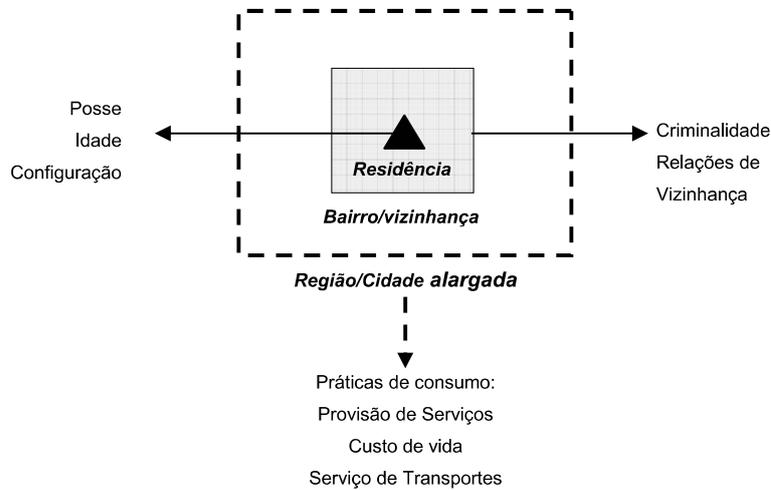 Posse
Idade
Configuração
Residência
Bairro/vizinhança
Criminalidade
Relações de
Vizinhança
Região/Cidade alargada
Práticas de consumo:
Provisão de Serviços
Custo de vida
Serviço de Transportes